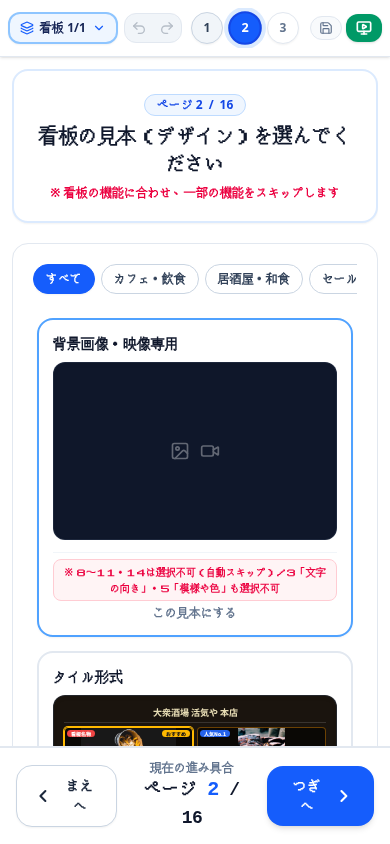 看板 1/1
1
2
3
ページ 2 / 16
看板の見本（デザイン）を選んでく
ださい
※ 看板の機能に合わせ、一部の機能をスキップします
すべて
カフェ・飲食
居酒屋・和食
セール
背景画像・映像専用
※ 8〜11・14は選択不可（自動スキップ）／3「文字
の向き」・5「模様や色」も選択不可
この見本にする
タイル形式
大衆酒場 活気や 本店
看板名物
おすすめ
人気No.1
まえ
へ
現在の進み具合
ページ 2 /
16
つぎ
へ